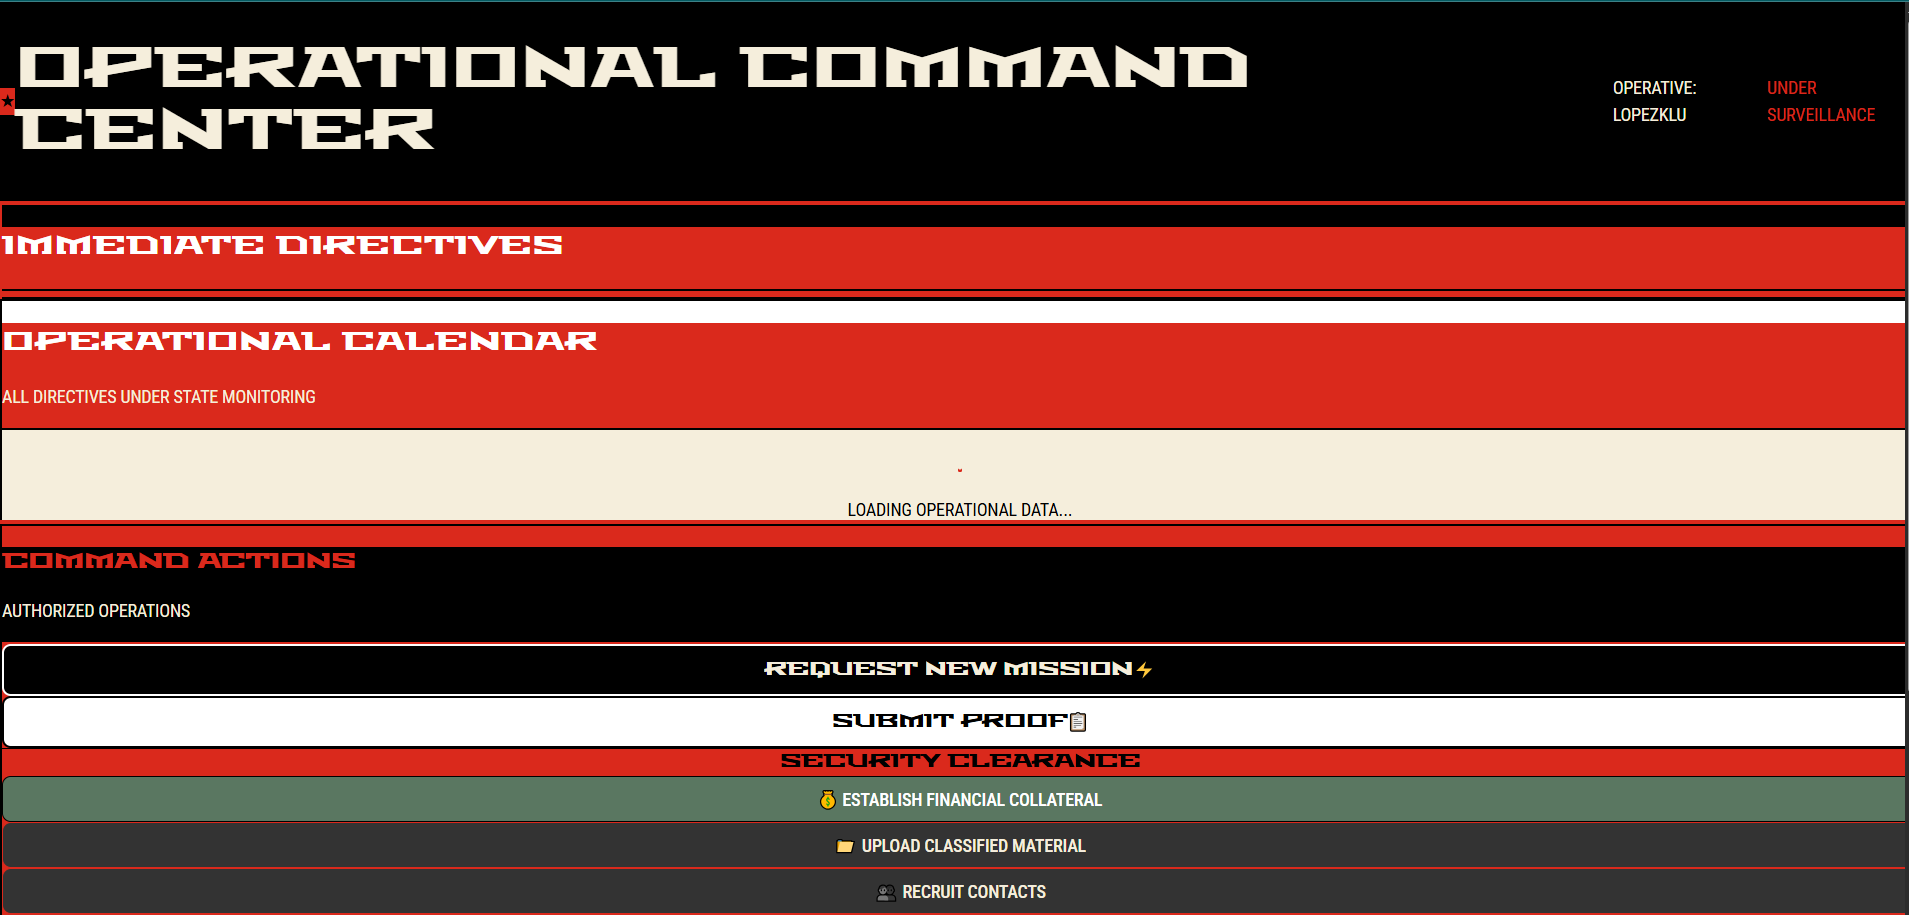 OPERATIONAL COMMAND
CENTER
★
OPERATIVE:
LOPEZKLU
UNDER
SURVEILLANCE
IMMEDIATE DIRECTIVES
OPERATIONAL CALENDAR
ALL DIRECTIVES UNDER STATE MONITORING
LOADING OPERATIONAL DATA...
COMMAND ACTIONS
AUTHORIZED OPERATIONS
REQUEST NEW MISSION⚡
SUBMIT PROOF📋
SECURITY CLEARANCE
💰 ESTABLISH FINANCIAL COLLATERAL
📁 UPLOAD CLASSIFIED MATERIAL
👥 RECRUIT CONTACTS